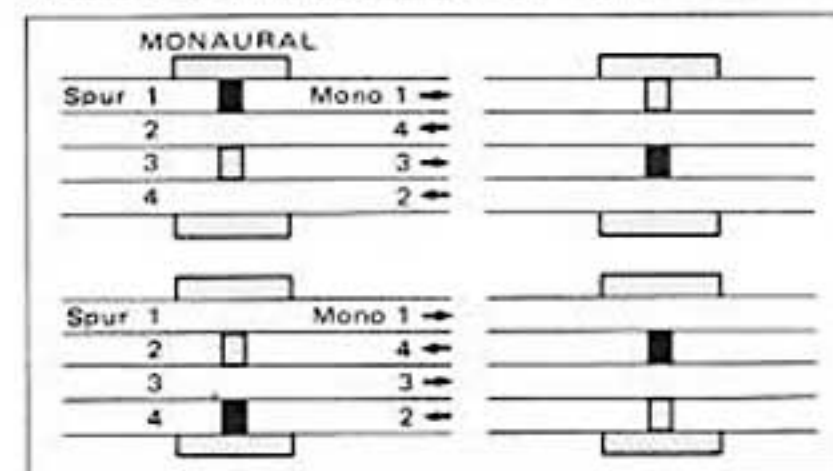 MONAURAL
Spur 1 Mono 1 →
2 4 ←
3 3 →
4 2 ←
Spur 1 Mono 1 →
2 4 ←
3 3 →
4 2 ←